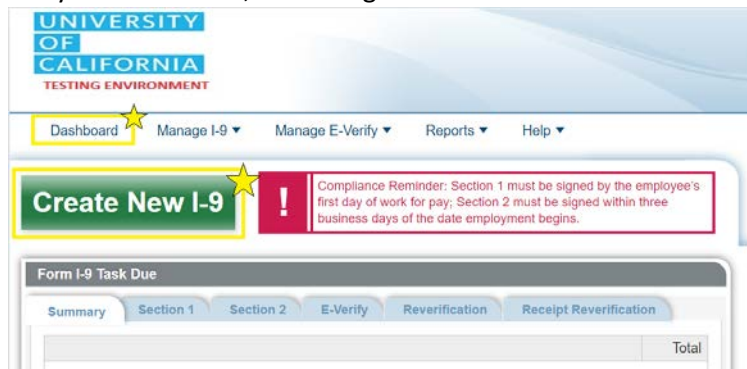 UNIVERSITY
OF
CALIFORNIA
TESTING ENVIRONMENT
Dashboard Manage I-9 ▼ Manage E-Verify ▼ Reports ▼ Help ▼
Create New I-9
!
Compliance Reminder: Section 1 must be signed by the employee's
first day of work for pay; Section 2 must be signed within three
business days of the date employment begins.
Form I-9 Task Due
Summary Section 1 Section 2 E-Verify Reverification Receipt Reverification
Total